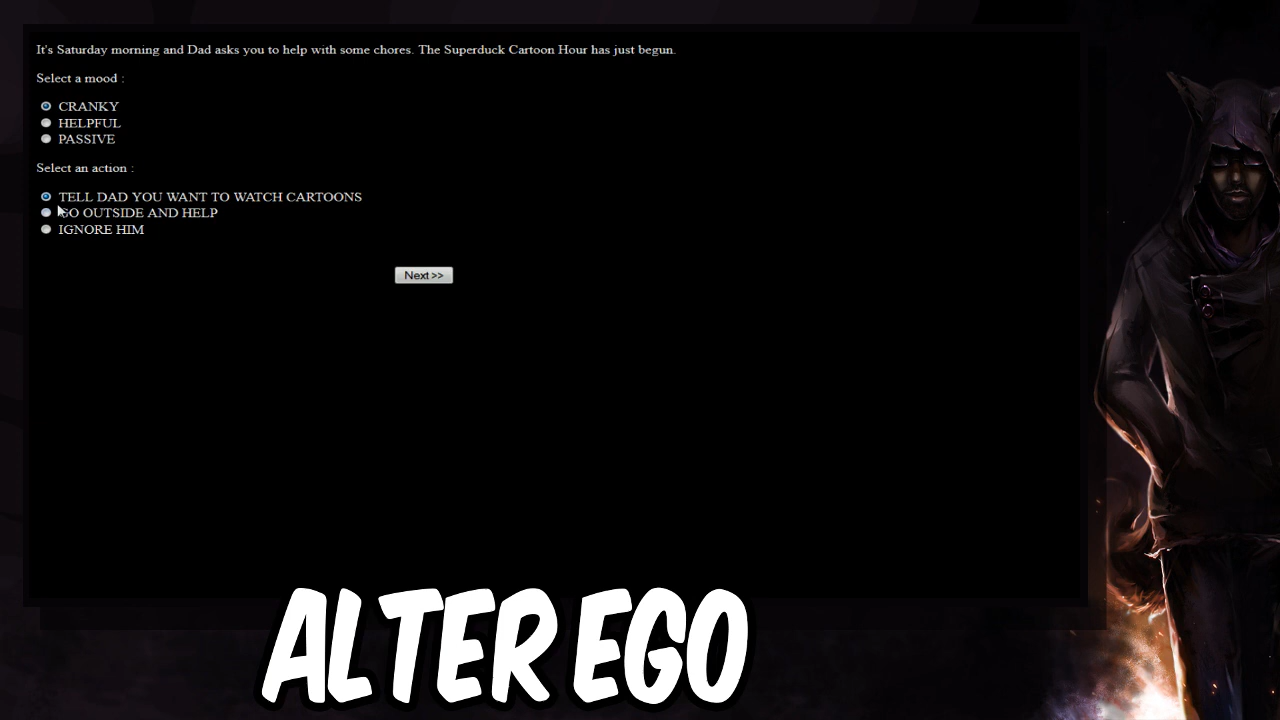 It's Saturday morning and Dad asks you to help with some chores. The Superduck Cartoon Hour has just begun.
Select a mood :
CRANKY
HELPFUL
PASSIVE
Select an action :
TELL DAD YOU WANT TO WATCH CARTOONS
GO OUTSIDE AND HELP
IGNORE HIM
Next >>
ALTER EGO